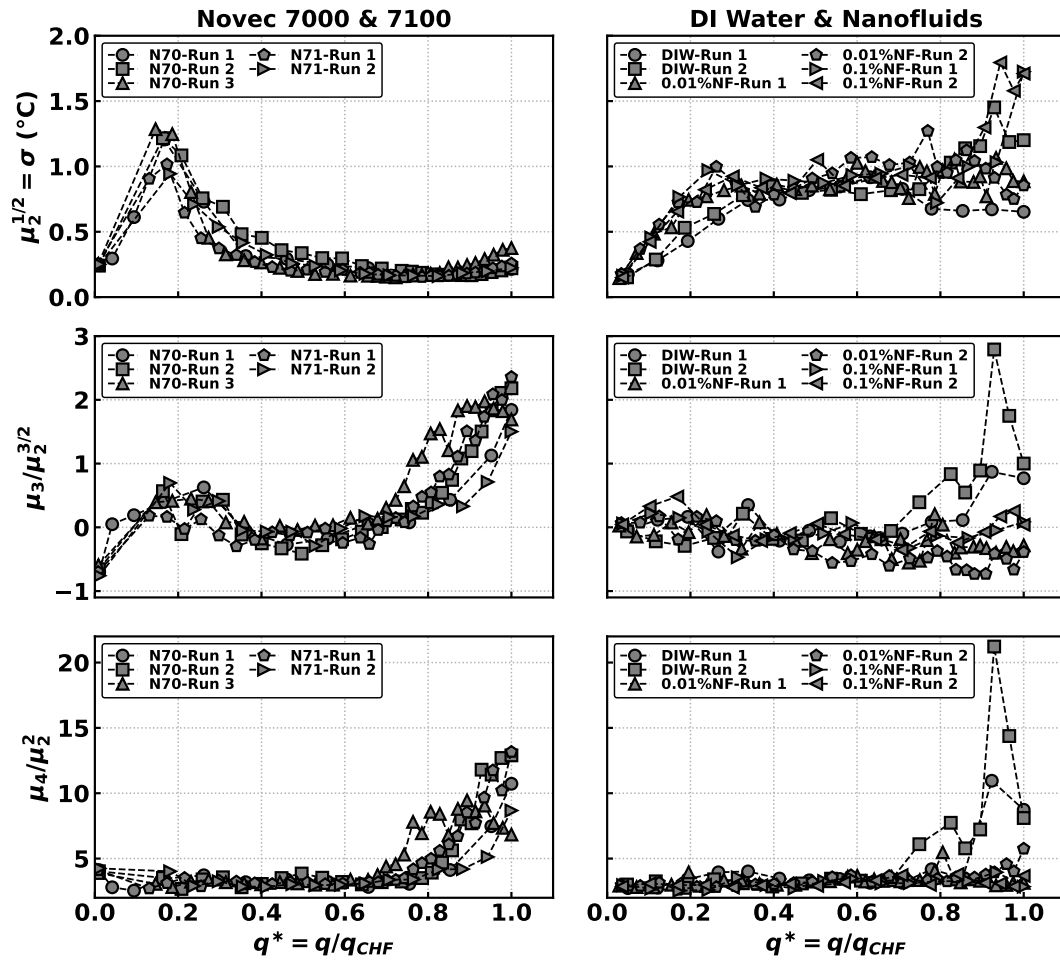 Novec 7000 & 7100
DI Water & Nanofluids
2.0
1.5
1.0
0.5
0.0
μ₂^{1/2} = σ (°C)
N70-Run 1
N70-Run 2
N70-Run 3
N71-Run 1
N71-Run 2
DIW-Run 1
DIW-Run 2
0.01%NF-Run 1
0.01%NF-Run 2
0.1%NF-Run 1
0.1%NF-Run 2
3
2
1
0
−1
μ₃/μ₂^{3/2}
N70-Run 1
N70-Run 2
N70-Run 3
N71-Run 1
N71-Run 2
DIW-Run 1
DIW-Run 2
0.01%NF-Run 1
0.01%NF-Run 2
0.1%NF-Run 1
0.1%NF-Run 2
20
15
10
5
μ₄/μ₂²
N70-Run 1
N70-Run 2
N70-Run 3
N71-Run 1
N71-Run 2
DIW-Run 1
DIW-Run 2
0.01%NF-Run 1
0.01%NF-Run 2
0.1%NF-Run 1
0.1%NF-Run 2
0.0 0.2 0.4 0.6 0.8 1.0
0.0 0.2 0.4 0.6 0.8 1.0
q* = q/q_{CHF}
q* = q/q_{CHF}